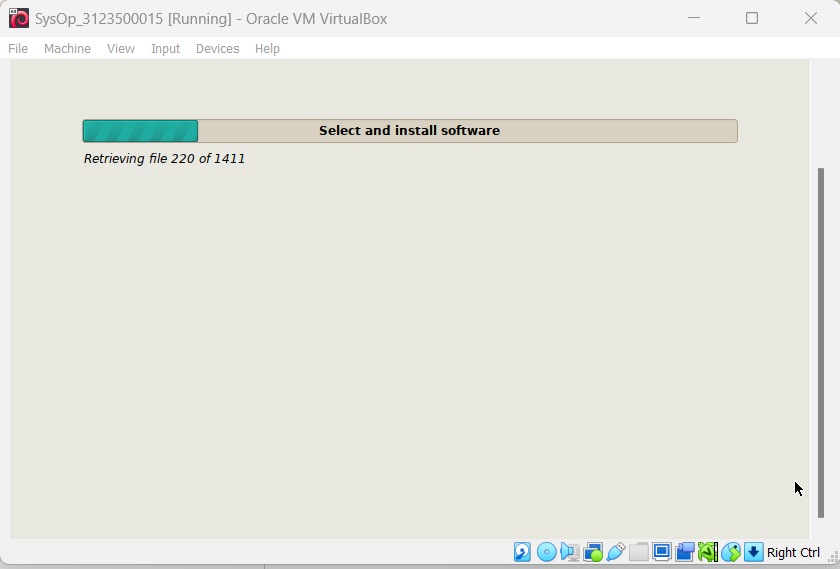 SysOp_3123500015 [Running] - Oracle VM VirtualBox
File Machine View Input Devices Help
Select and install software
Retrieving file 220 of 1411
Right Ctrl